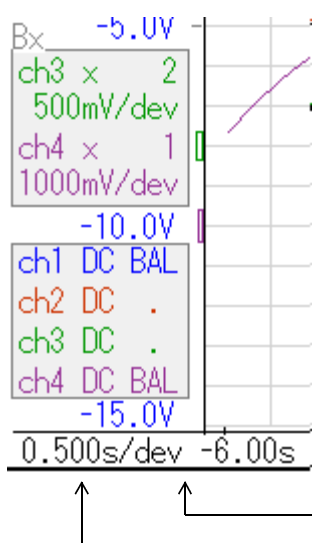 -5.0V
Bx
ch3 x 2
500mV/dev
ch4 x 1
1000mV/dev
-10.0V
ch1 DC BAL
ch2 DC .
ch3 DC .
ch4 DC BAL
-15.0V
0.500s/dev -6.00s